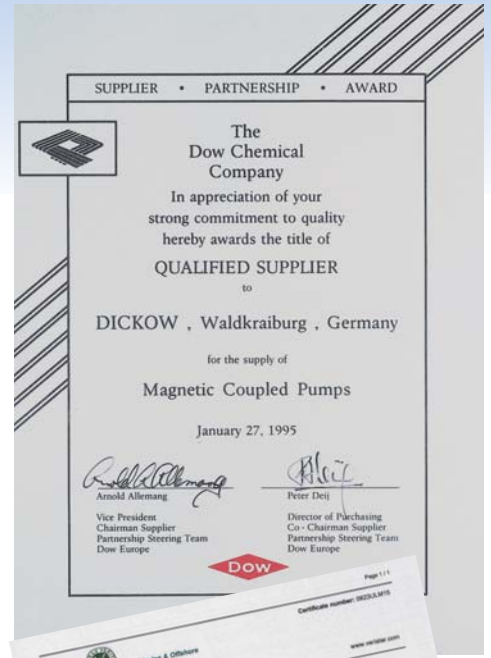 SUPPLIER • PARTNERSHIP • AWARD
The
Dow Chemical
Company
In appreciation of your
strong commitment to quality
hereby awards the title of
QUALIFIED SUPPLIER
to
DICKOW , Waldkraiburg , Germany
for the supply of
Magnetic Coupled Pumps
January 27, 1995
Arnold Allemang
Vice President
Chairman Supplier
Partnership Steering Team
Dow Europe
Peter Deij
Director of Purchasing
Co - Chairman Supplier
Partnership Steering Team
Dow Europe
DOW
Page 1 / 1
Certificate number:
& Offshore
www.veristar.com